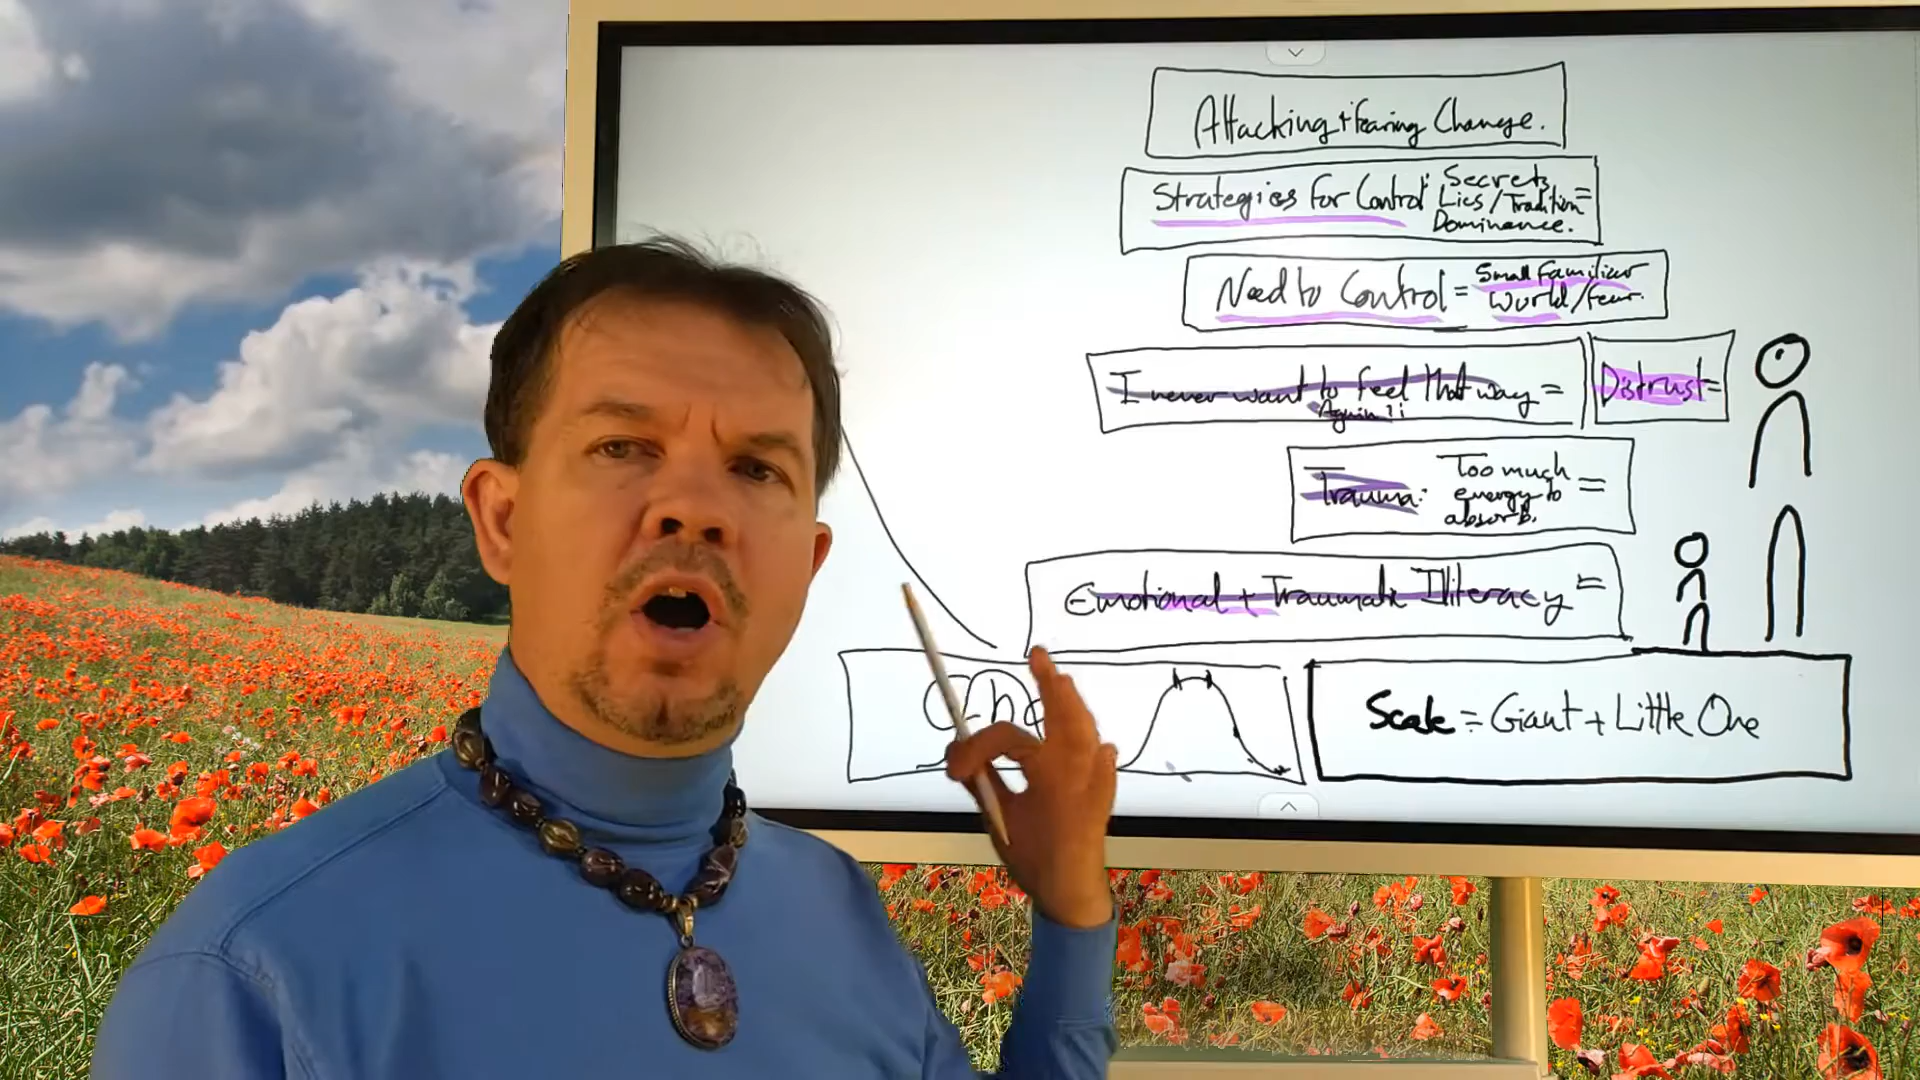 Attacking + Fearing Change.
Strategies For Control: Secrets,
Lies / Tradition =
Dominance.
Need to Control = Small Familiar
World / Fear.
I never want to feel that way =
Again!!
Distrust =
Trauma: Too much
energy to =
absorb.
Emotional + Traumatic Illiteracy =
Scale = Giant + Little One